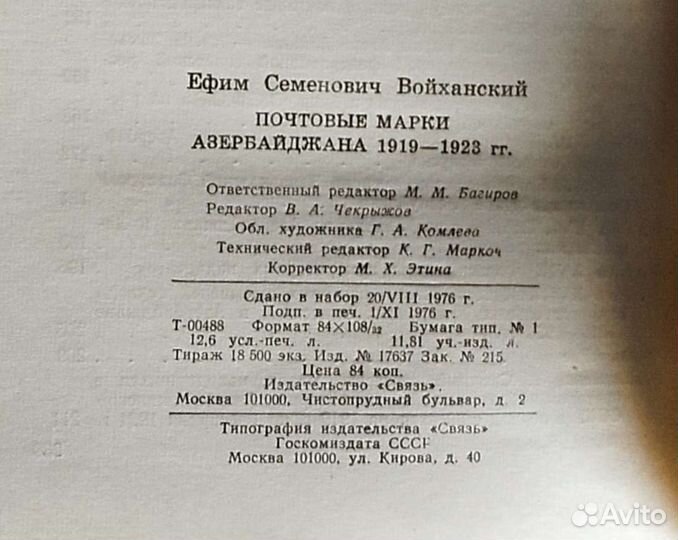 Ефим Семенович Войханский
ПОЧТОВЫЕ МАРКИ
АЗЕРБАЙДЖАНА 1919—1923 гг.
Ответственный редактор М. М. Багиров
Редактор В. А. Чекрыжов
Обл. художника Г. А. Комлева
Технический редактор К. Г. Маркоч
Корректор М. Х. Этина
Сдано в набор 20/VIII 1976 г.
Подп. в печ. 1/XI 1976 г.
Т-00488 Формат 84×108/32 Бумага тип. № 1
12,6 усл.-печ. л. 11,81 уч.-изд. л.
Тираж 18 500 экз. Изд. № 17637 Зак. № 215.
Цена 84 коп.
Издательство «Связь».
Москва 101000, Чистопрудный бульвар, д. 2
Типография издательства «Связь»
Госкомиздата СССР
Москва 101000, ул. Кирова, д. 40
Avito